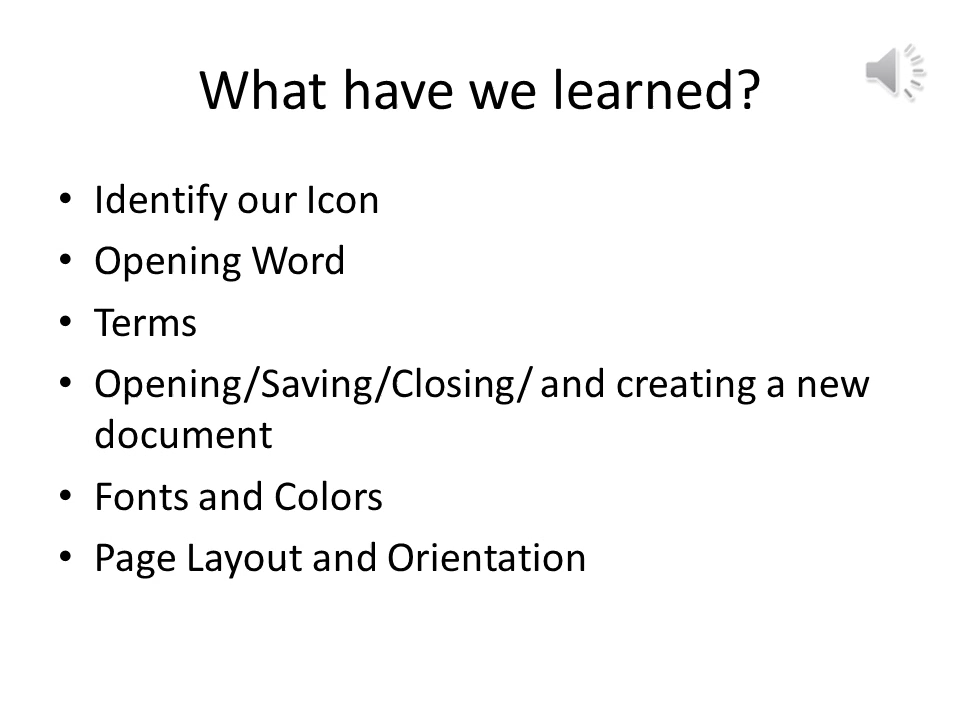 What have we learned?
• Identify our Icon
• Opening Word
• Terms
• Opening/Saving/Closing/ and creating a new
document
• Fonts and Colors
• Page Layout and Orientation